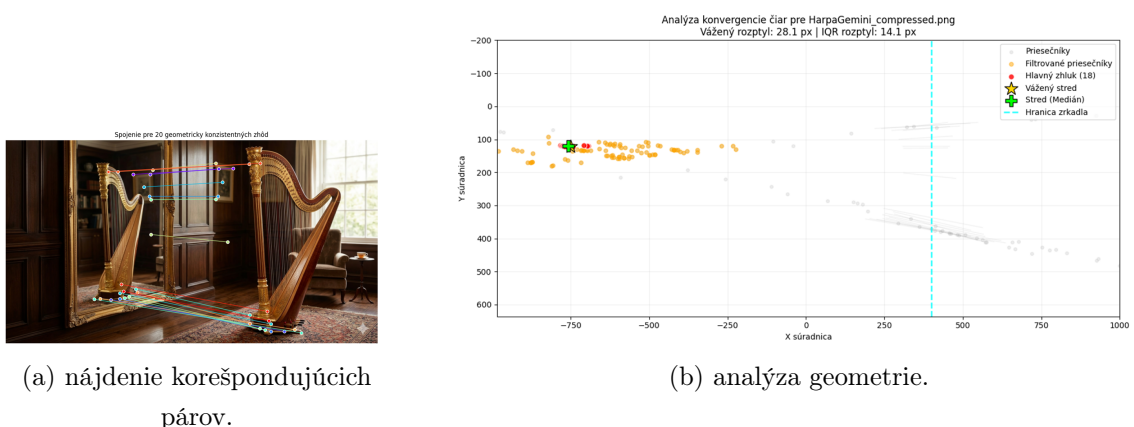 Spojenie pre 20 geometricky konzistentných zhôd
(a) nájdenie korešpondujúcich
párov.
Analýza konvergencie čiar pre HarpaGemini_compressed.png
Vážený rozptyl: 28.1 px | IQR rozptyl: 14.1 px
Priesečníky
Filtrované priesečníky
Hlavný zhluk (18)
Vážený stred
Stred (Medián)
Hranica zrkadla
Y súradnica
−200
−100
0
100
200
300
400
500
600
−750
−500
−250
0
250
500
750
1000
X súradnica
(b) analýza geometrie.